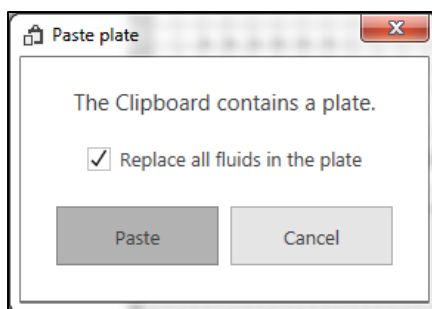 Paste plate
The Clipboard contains a plate.
Replace all fluids in the plate
Paste Cancel